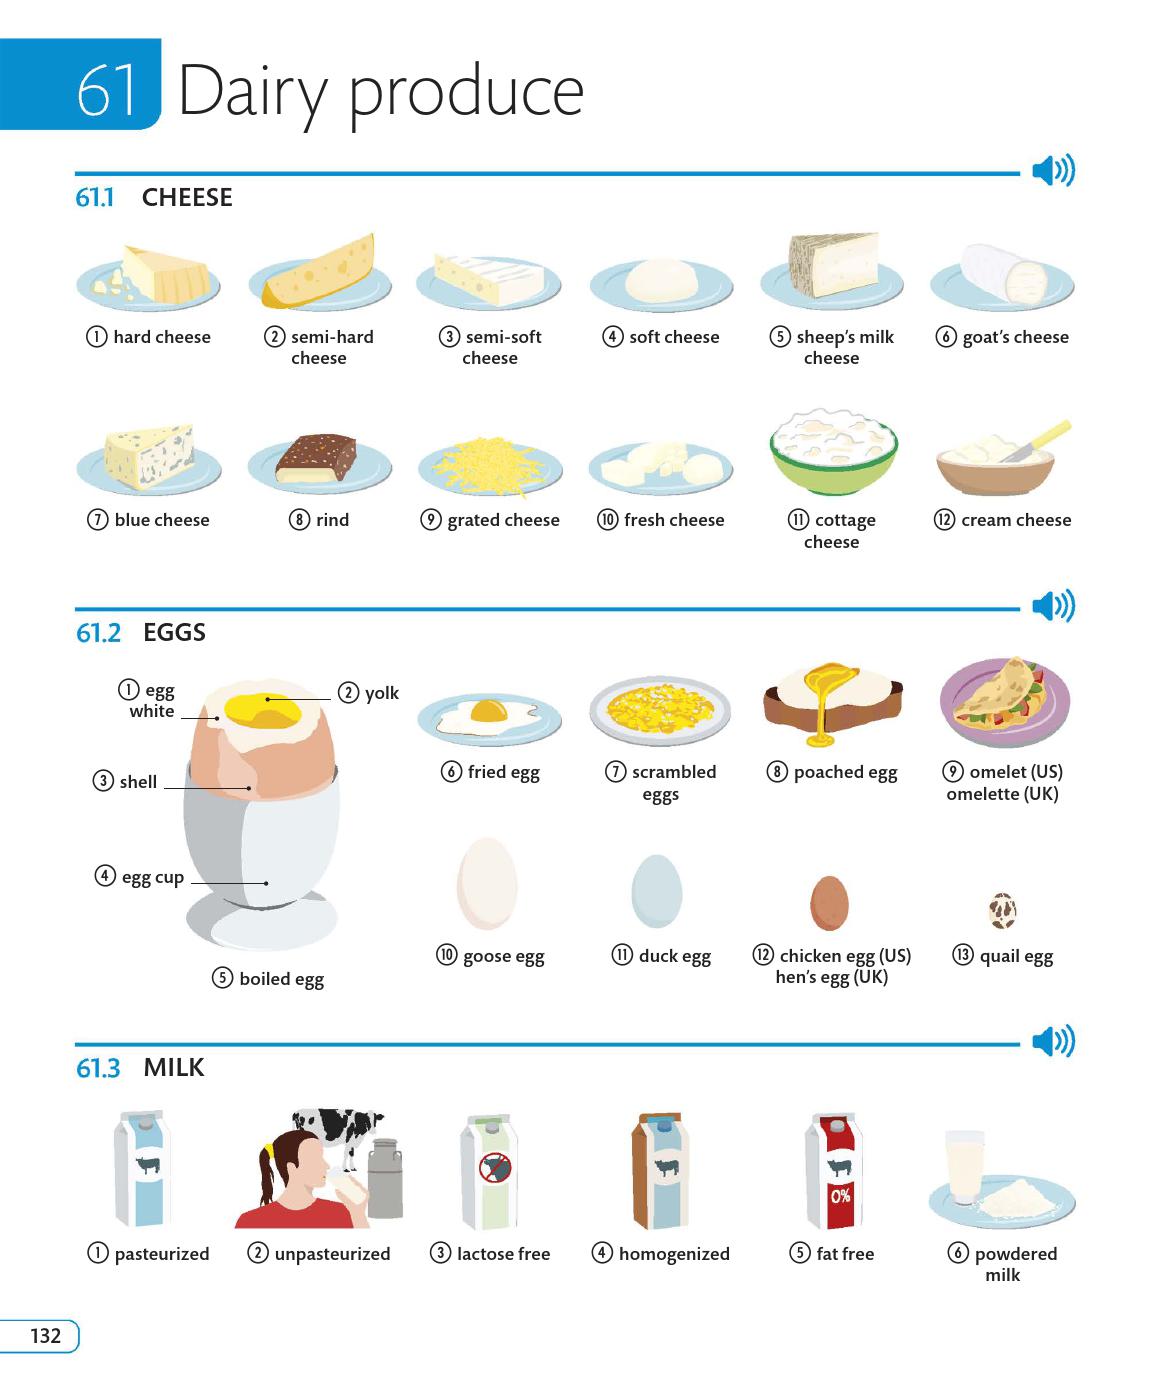 61 Dairy produce
61.1 CHEESE
① hard cheese
② semi-hard
cheese
③ semi-soft
cheese
④ soft cheese
⑤ sheep's milk
cheese
⑥ goat's cheese
⑦ blue cheese
⑧ rind
⑨ grated cheese
⑩ fresh cheese
⑪ cottage
cheese
⑫ cream cheese
61.2 EGGS
① egg
white
② yolk
③ shell
④ egg cup
⑤ boiled egg
⑥ fried egg
⑦ scrambled
eggs
⑧ poached egg
⑨ omelet (US)
omelette (UK)
⑩ goose egg
⑪ duck egg
⑫ chicken egg (US)
hen's egg (UK)
⑬ quail egg
61.3 MILK
0%
① pasteurized
② unpasteurized
③ lactose free
④ homogenized
⑤ fat free
⑥ powdered
milk
132